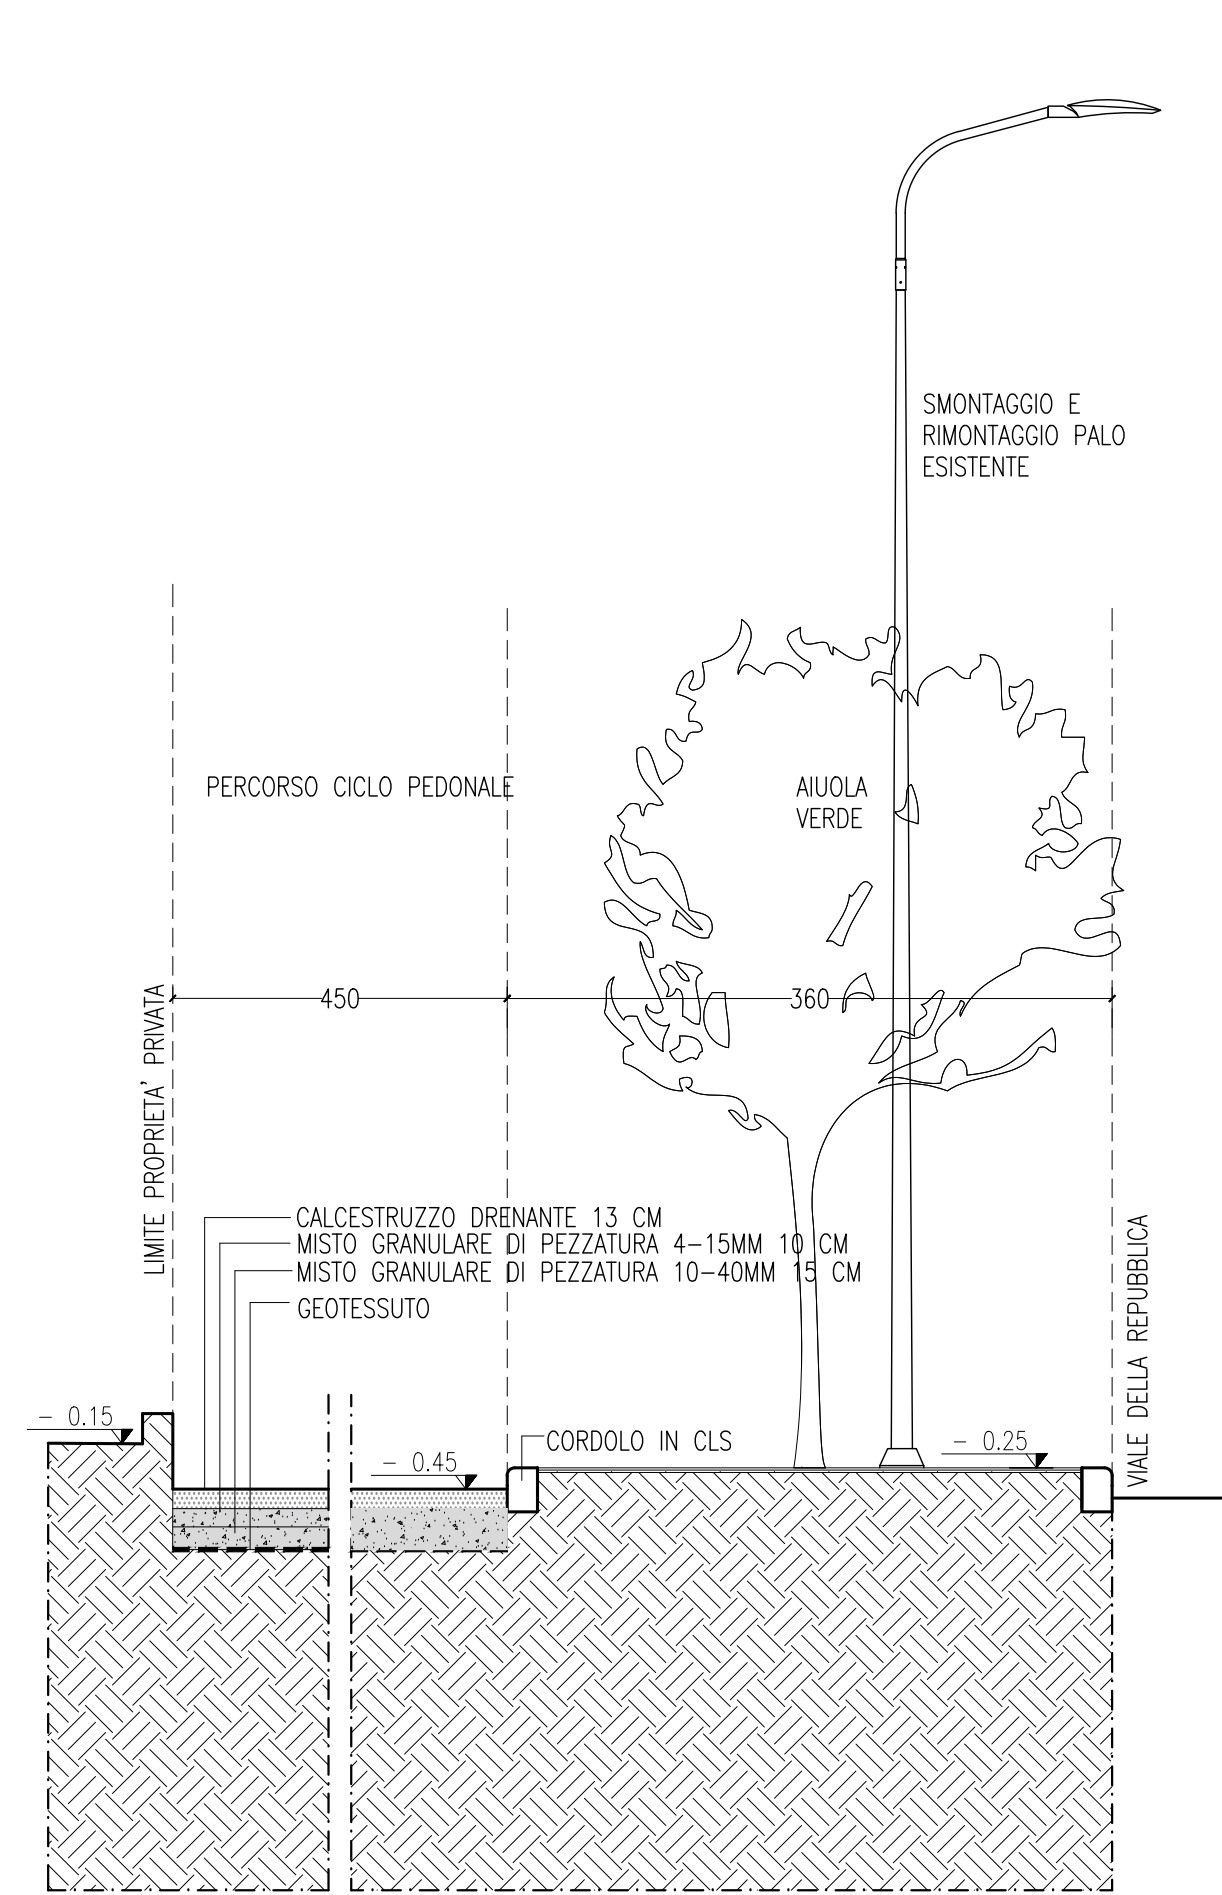 SMONTAGGIO E
RIMONTAGGIO PALO
ESISTENTE
PERCORSO CICLO PEDONALE
AIUOLA
VERDE
450
360
LIMITE PROPRIETA' PRIVATA
CALCESTRUZZO DRENANTE 13 CM
MISTO GRANULARE DI PEZZATURA 4-15MM 10 CM
MISTO GRANULARE DI PEZZATURA 10-40MM 15 CM
GEOTESSUTO
VIALE DELLA REPUBBLICA
- 0.15
- 0.45
CORDOLO IN CLS
- 0.25